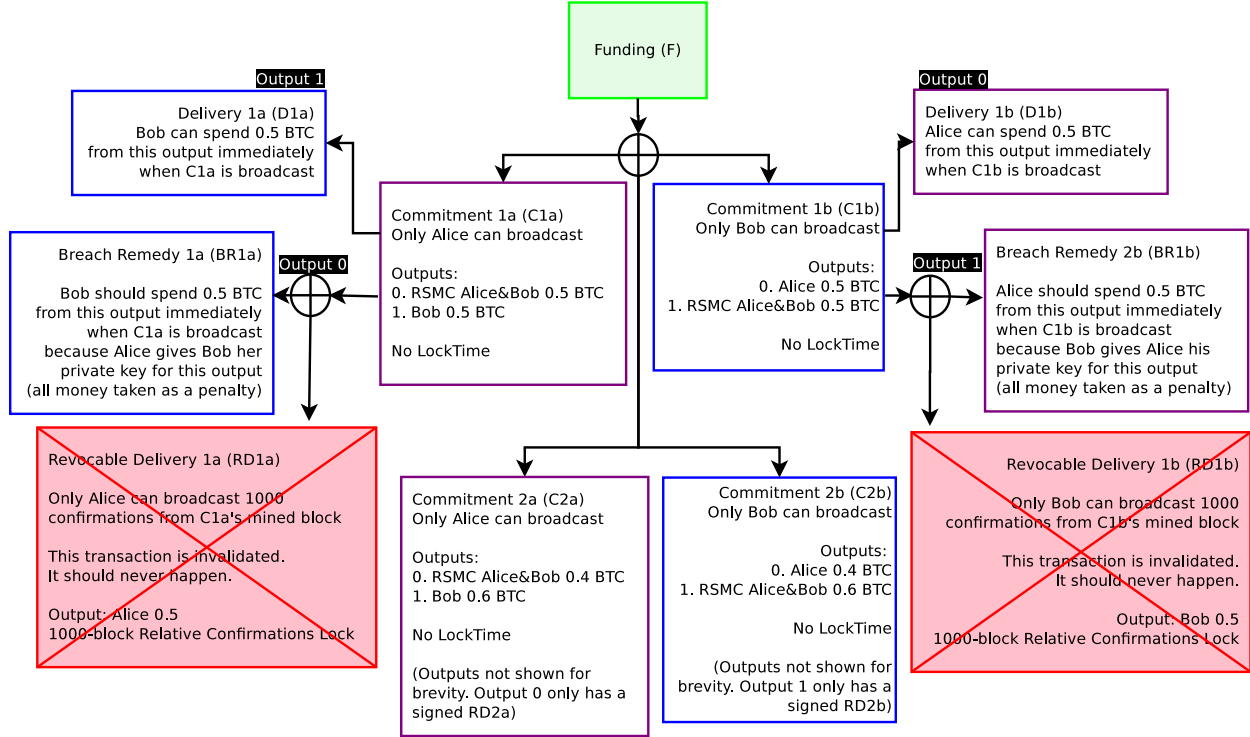 Funding (F)
Output 1
Delivery 1a (D1a)
Bob can spend 0.5 BTC
from this output immediately
when C1a is broadcast
Output 0
Delivery 1b (D1b)
Alice can spend 0.5 BTC
from this output immediately
when C1b is broadcast
Commitment 1a (C1a)
Only Alice can broadcast
Outputs:
0. RSMC Alice&Bob 0.5 BTC
1. Bob 0.5 BTC
No LockTime
Commitment 1b (C1b)
Only Bob can broadcast
Outputs:
0. Alice 0.5 BTC
1. RSMC Alice&Bob 0.5 BTC
No LockTime
Breach Remedy 1a (BR1a)
Bob should spend 0.5 BTC
from this output immediately
when C1a is broadcast
because Alice gives Bob her
private key for this output
(all money taken as a penalty)
Output 0
Output 1
Breach Remedy 2b (BR1b)
Alice should spend 0.5 BTC
from this output immediately
when C1b is broadcast
because Bob gives Alice his
private key for this output
(all money taken as a penalty)
Revocable Delivery 1a (RD1a)
Only Alice can broadcast 1000
confirmations from C1a's mined block
This transaction is invalidated.
It should never happen.
Output: Alice 0.5
1000-block Relative Confirmations Lock
Commitment 2a (C2a)
Only Alice can broadcast
Outputs:
0. RSMC Alice&Bob 0.4 BTC
1. Bob 0.6 BTC
No LockTime
(Outputs not shown for
brevity. Output 0 only has a
signed RD2a)
Commitment 2b (C2b)
Only Bob can broadcast
Outputs:
0. Alice 0.4 BTC
1. RSMC Alice&Bob 0.6 BTC
No LockTime
(Outputs not shown for
brevity. Output 1 only has a
signed RD2b)
Revocable Delivery 1b (RD1b)
Only Bob can broadcast 1000
confirmations from C1b's mined block
This transaction is invalidated.
It should never happen.
Output: Bob 0.5
1000-block Relative Confirmations Lock